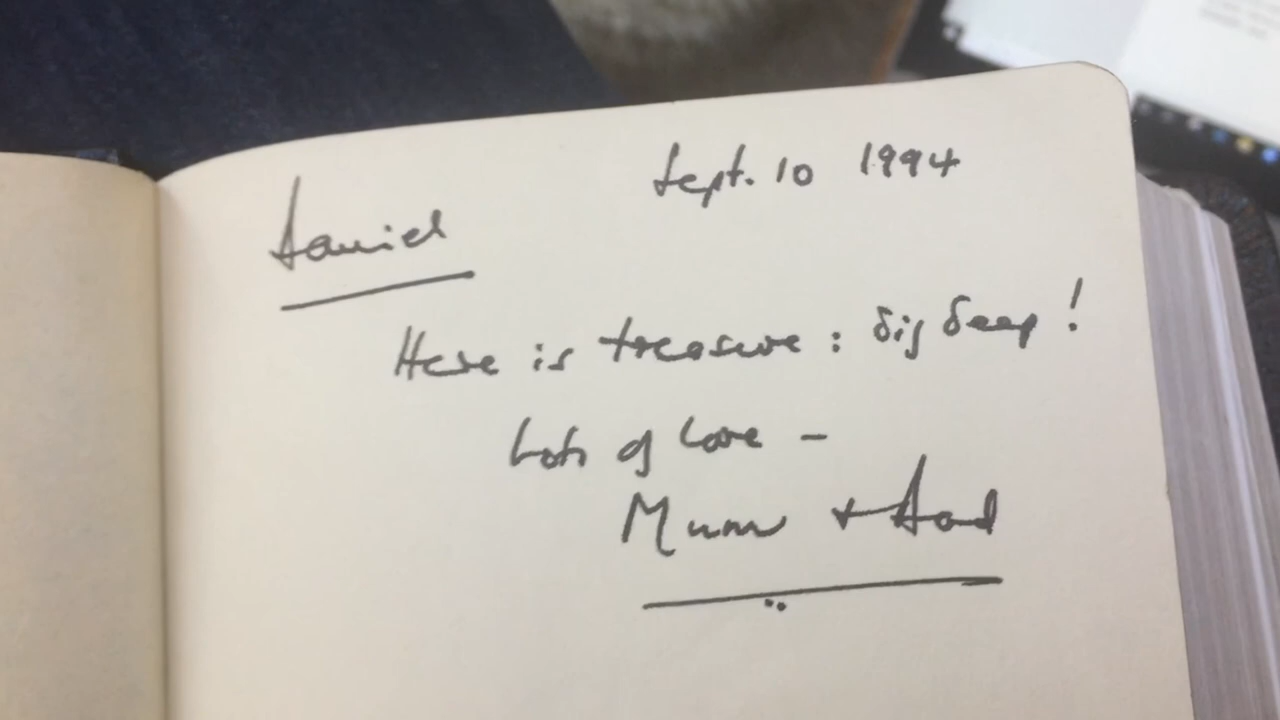 Sept. 10 1994
Daniel
Here is treasure : dig deep !
Lots of love –
Mum + Dad